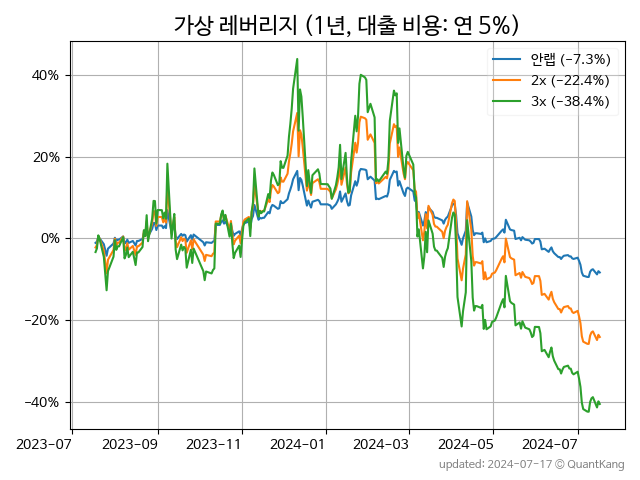 가상 레버리지 (1년, 대출 비용: 연 5%)
안랩 (−7.3%)
2x (−22.4%)
3x (−38.4%)
40%
20%
0%
−20%
−40%
2023-07 2023-09 2023-11 2024-01 2024-03 2024-05 2024-07
updated: 2024-07-17 © QuantKang